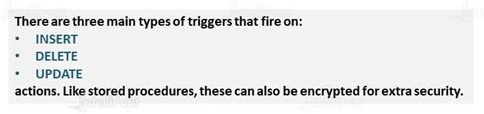 There are three main types of triggers that fire on:
• INSERT
• DELETE
• UPDATE
actions. Like stored procedures, these can also be encrypted for extra security.